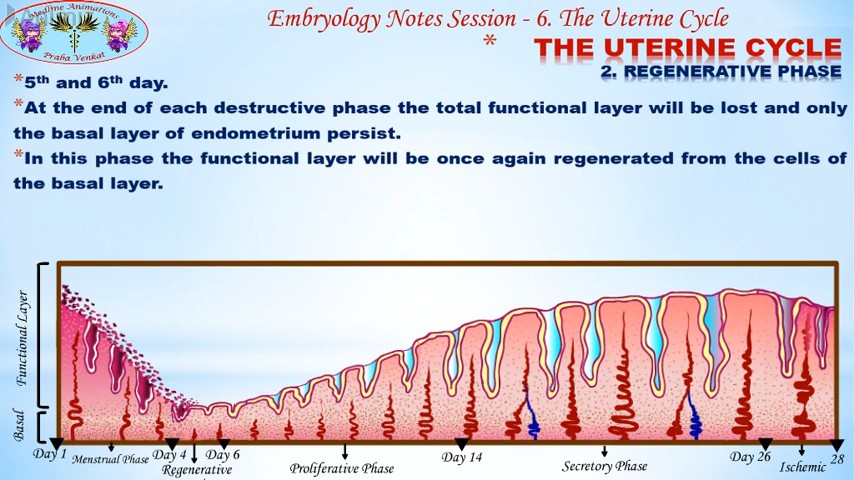 Medline Animations
Praba Venkat
Embryology Notes Session - 6. The Uterine Cycle
* THE UTERINE CYCLE
2. REGENERATIVE PHASE
*5th and 6th day.
*At the end of each destructive phase the total functional layer will be lost and only
the basal layer of endometrium persist.
*In this phase the functional layer will be once again regenerated from the cells of
the basal layer.
Functional Layer
Basal
Day 1
Menstrual Phase
Day 4
Regenerative
Day 6
Proliferative Phase
Day 14
Secretory Phase
Day 26
Ischemic
28